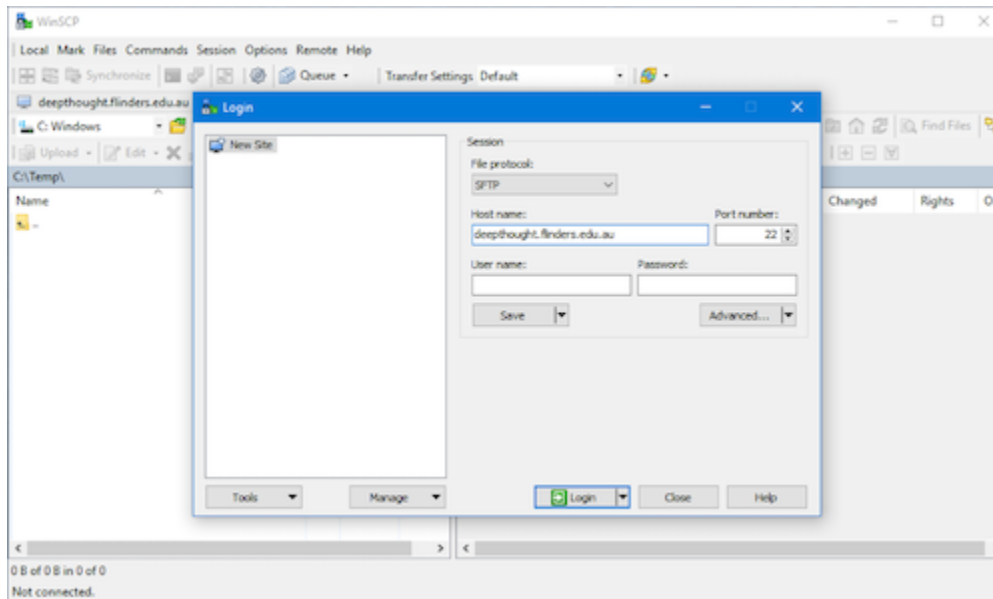 WinSCP
Local Mark Files Commands Session Options Remote Help
Synchronize Queue Transfer Settings Default
deepthought.flinders.edu.au
C: Windows Find Files
Upload Edit
C:\Temp\
Name Changed Rights O
..
Login
New Site
Session
File protocol:
SFTP
Host name: Port number:
deepthought.flinders.edu.au 22
User name: Password:
Save Advanced...
Tools Manage Login Close Help
0 B of 0 B in 0 of 0
Not connected.